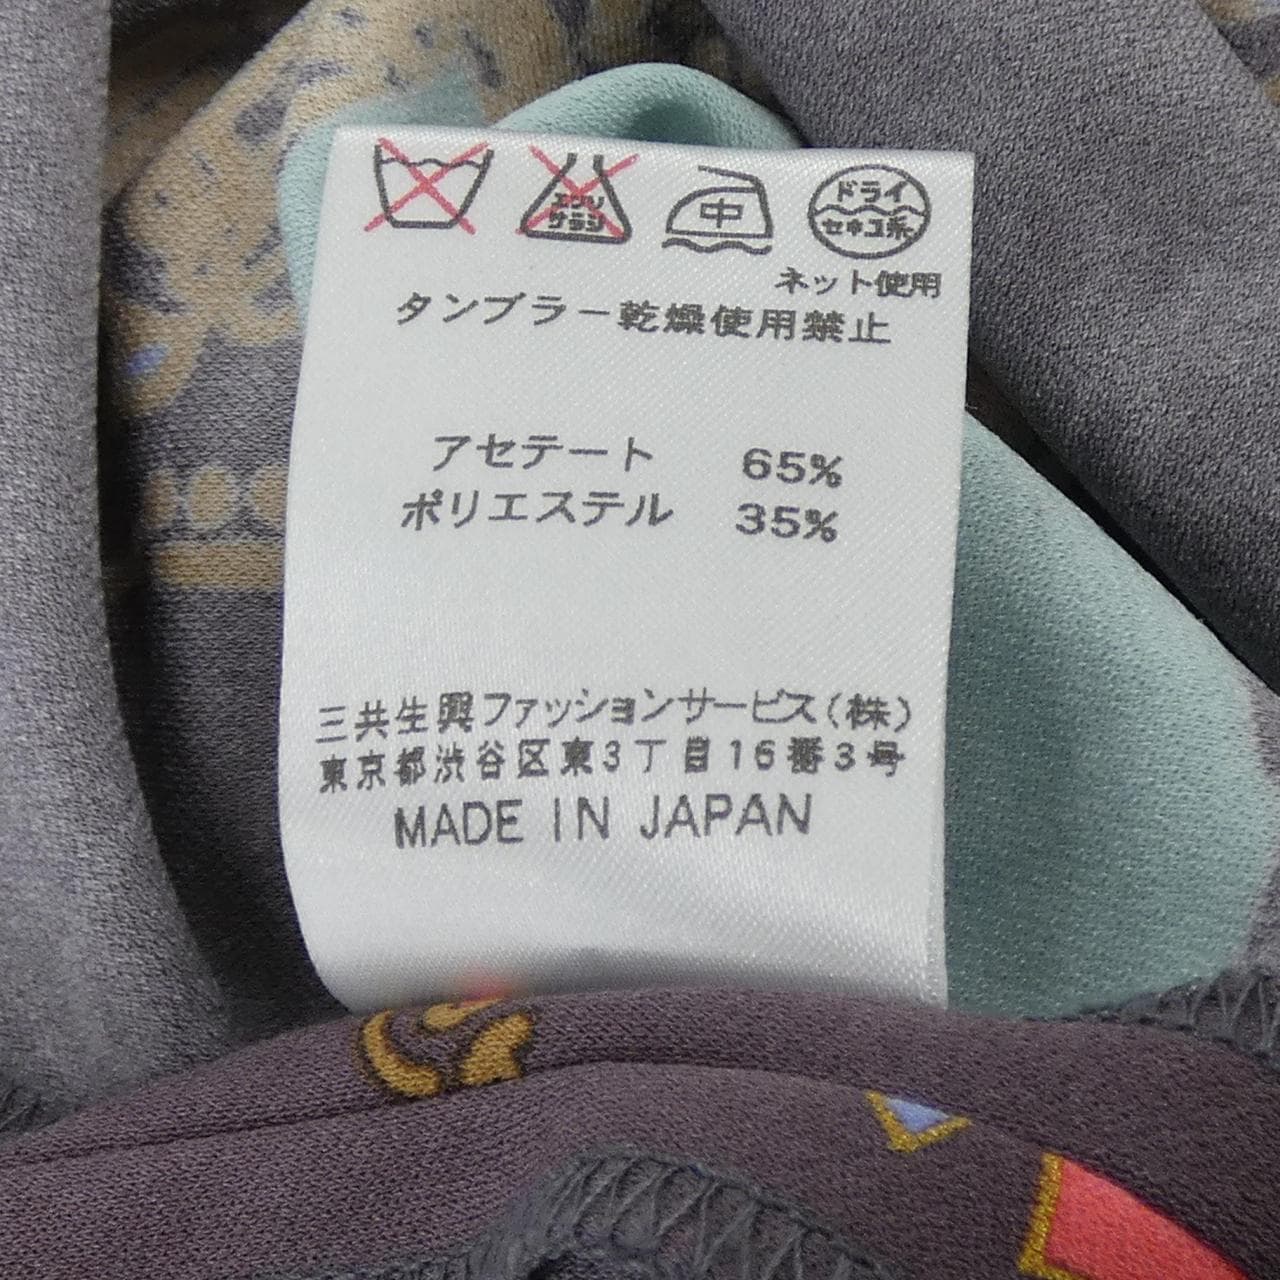 エンソ
サラシ
中
ドライ
セキユ系
ネット使用
タンブラー乾燥使用禁止
アセテート 65%
ポリエステル 35%
三共生興ファッションサービス(株)
東京都渋谷区東3丁目16番3号
MADE IN JAPAN